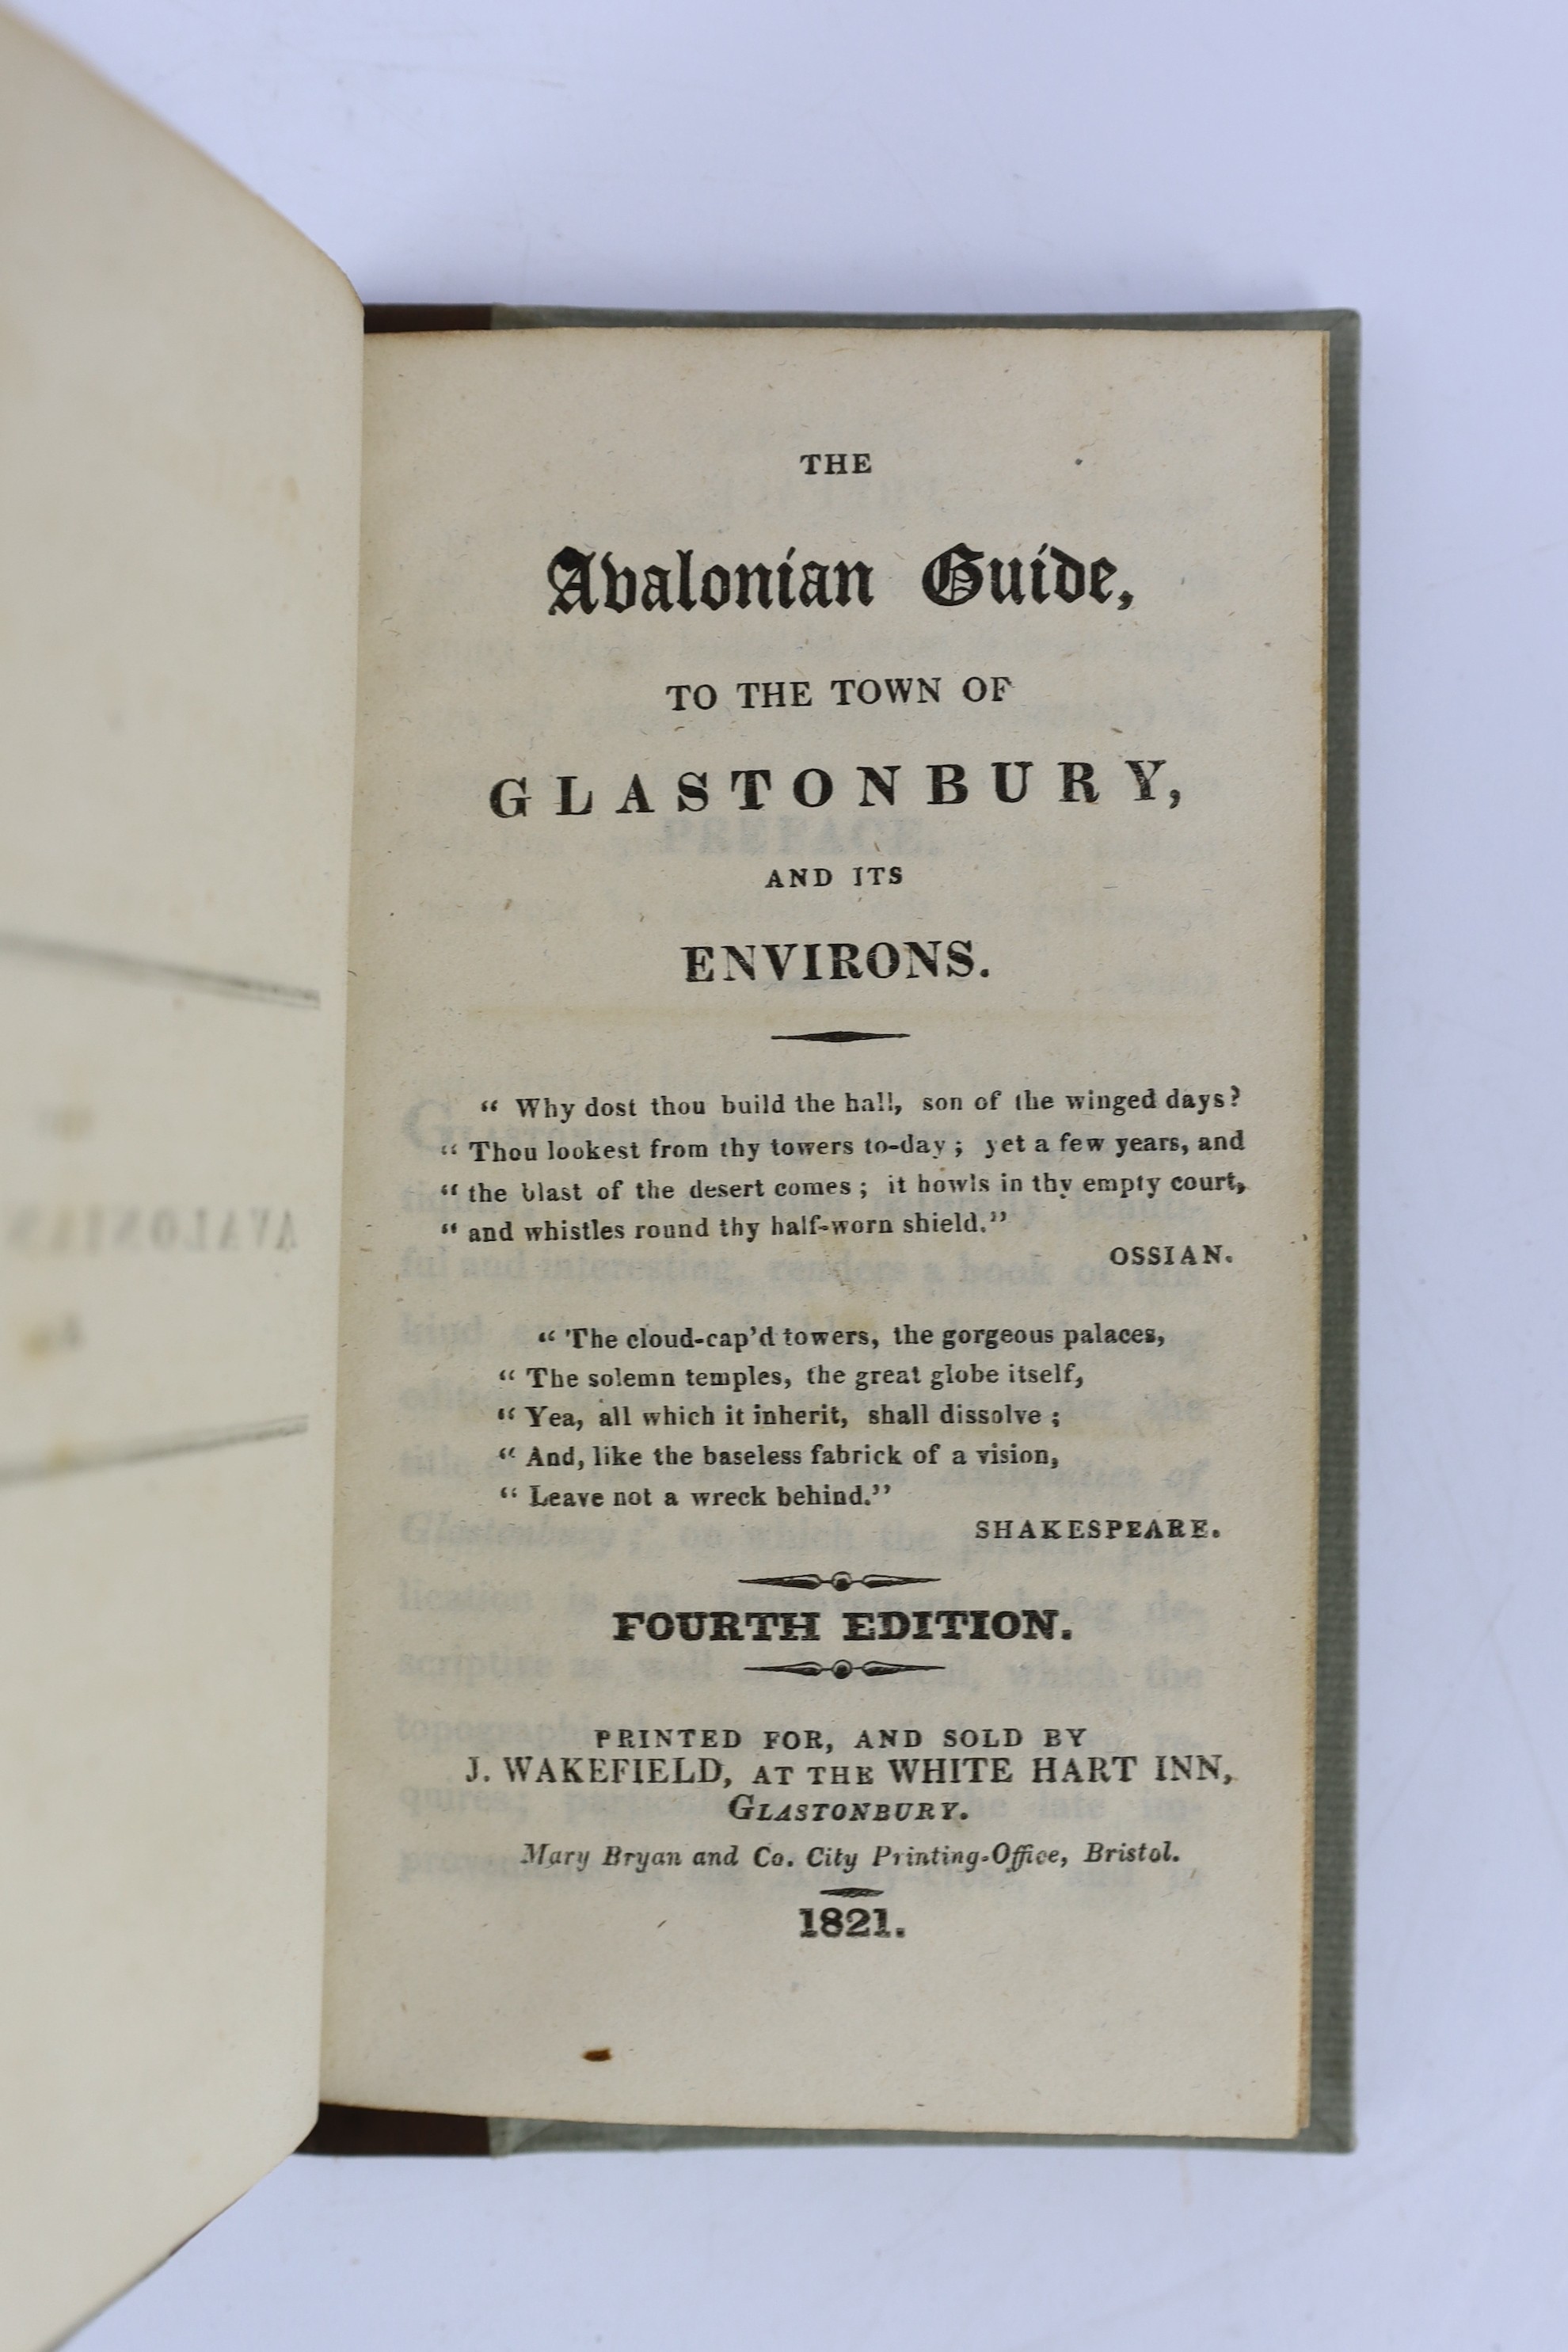 THE
Avalonian Guide,
TO THE TOWN OF
GLASTONBURY,
AND ITS
ENVIRONS.
“ Why dost thou build the hall, son of the winged days?
“ Thou lookest from thy towers to-day ; yet a few years, and
“ the blast of the desert comes ; it howls in thy empty court,
“ and whistles round thy half-worn shield.”
OSSIAN.
“ The cloud-cap’d towers, the gorgeous palaces,
“ The solemn temples, the great globe itself,
“ Yea, all which it inherit, shall dissolve ;
“ And, like the baseless fabrick of a vision,
“ Leave not a wreck behind.”
SHAKESPEARE.
FOURTH EDITION.
PRINTED FOR, AND SOLD BY
J. WAKEFIELD, AT THE WHITE HART INN,
GLASTONBURY.
Mary Bryan and Co. City Printing-Office, Bristol.
1821.